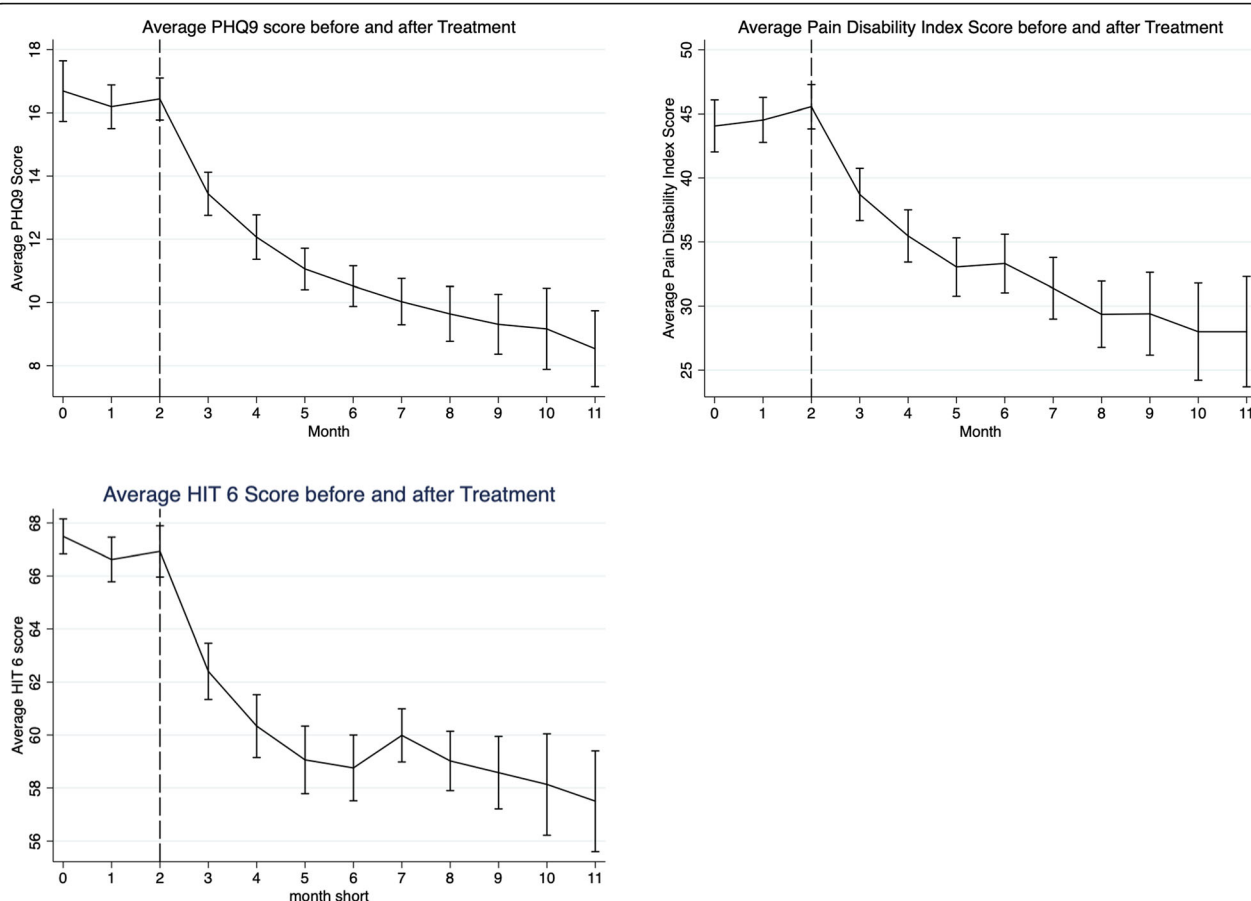 Average PHQ9 score before and after Treatment
Average PHQ9 Score
18
16
14
12
10
8
0 1 2 3 4 5 6 7 8 9 10 11
Month
Average Pain Disability Index Score before and after Treatment
Average Pain Disability Index Score
50
45
40
35
30
25
0 1 2 3 4 5 6 7 8 9 10 11
Month
Average HIT 6 Score before and after Treatment
Average HIT 6 score
68
66
64
62
60
58
56
0 1 2 3 4 5 6 7 8 9 10 11
month short